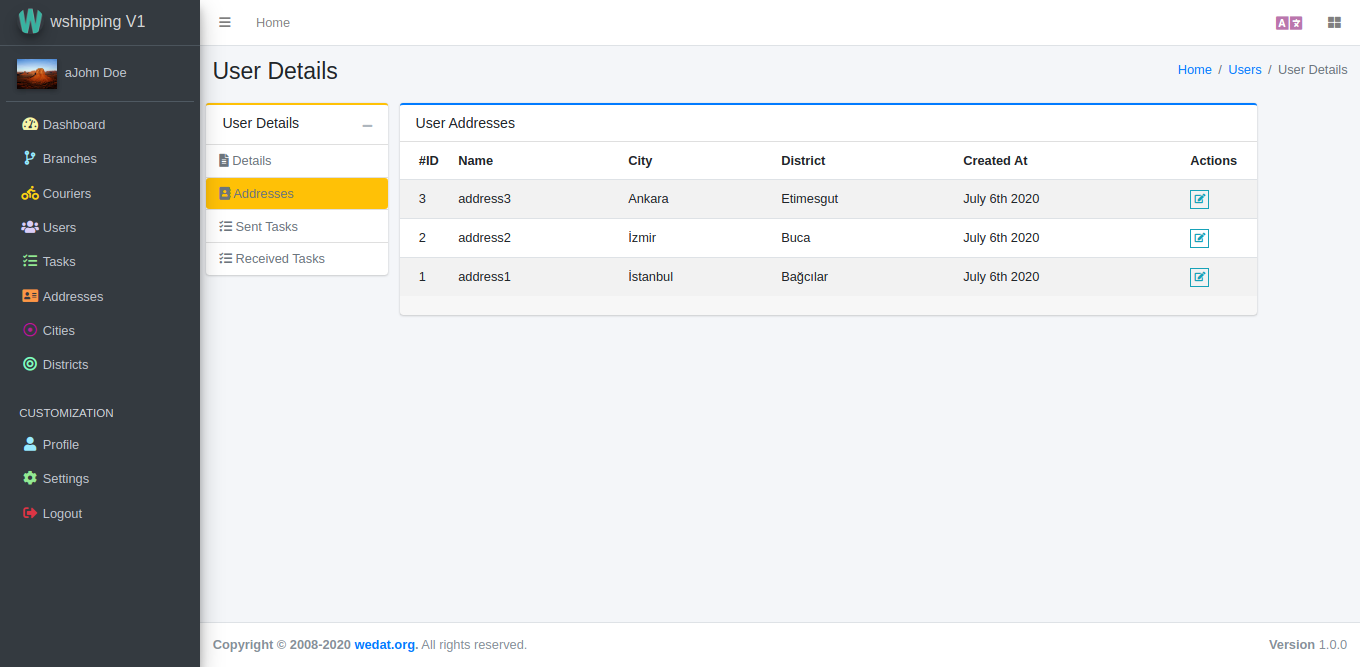 wshipping V1
Home
A
aJohn Doe
User Details
Home / Users / User Details
Dashboard
Branches
Couriers
Users
Tasks
Addresses
Cities
Districts
CUSTOMIZATION
Profile
Settings
Logout
User Details
Details
Addresses
Sent Tasks
Received Tasks
User Addresses
#ID Name City District Created At Actions
3 address3 Ankara Etimesgut July 6th 2020
2 address2 İzmir Buca July 6th 2020
1 address1 İstanbul Bağcılar July 6th 2020
Copyright © 2008-2020 wedat.org. All rights reserved.
Version 1.0.0